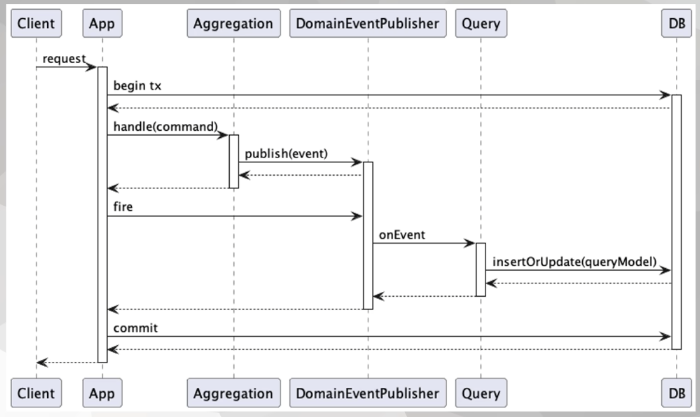 Client App Aggregation DomainEventPublisher Query DB
request
begin tx
handle(command)
publish(event)
fire
onEvent
insertOrUpdate(queryModel)
commit
Client App Aggregation DomainEventPublisher Query DB